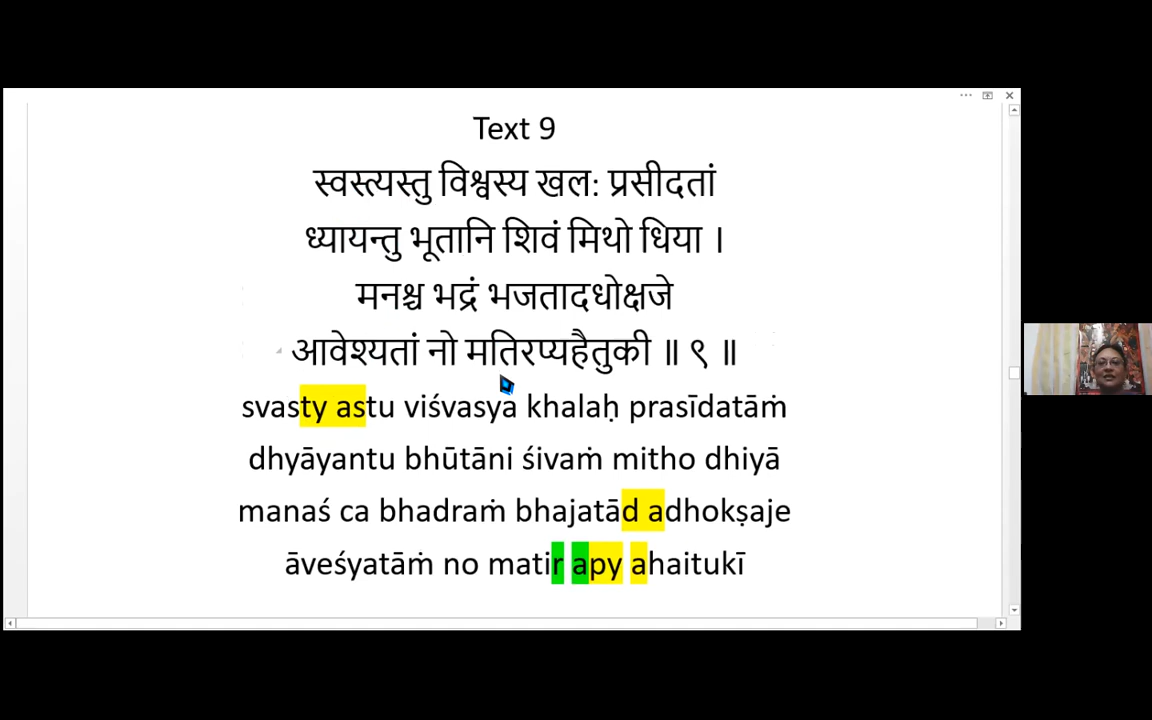 Text 9
स्वस्त्यस्तु विश्वस्य खल: प्रसीदतां
ध्यायन्तु भूतानि शिवं मिथो धिया ।
मनश्च भद्रं भजतादधोक्षजे
आवेश्यतां नो मतिरप्यहैतुकी ॥ ९ ॥
svasty astu viśvasya khalaḥ prasīdatāṁ
dhyāyantu bhūtāni śivaṁ mitho dhiyā
manaś ca bhadraṁ bhajatād adhokṣaje
āveśyatāṁ no matir apy ahaitukī